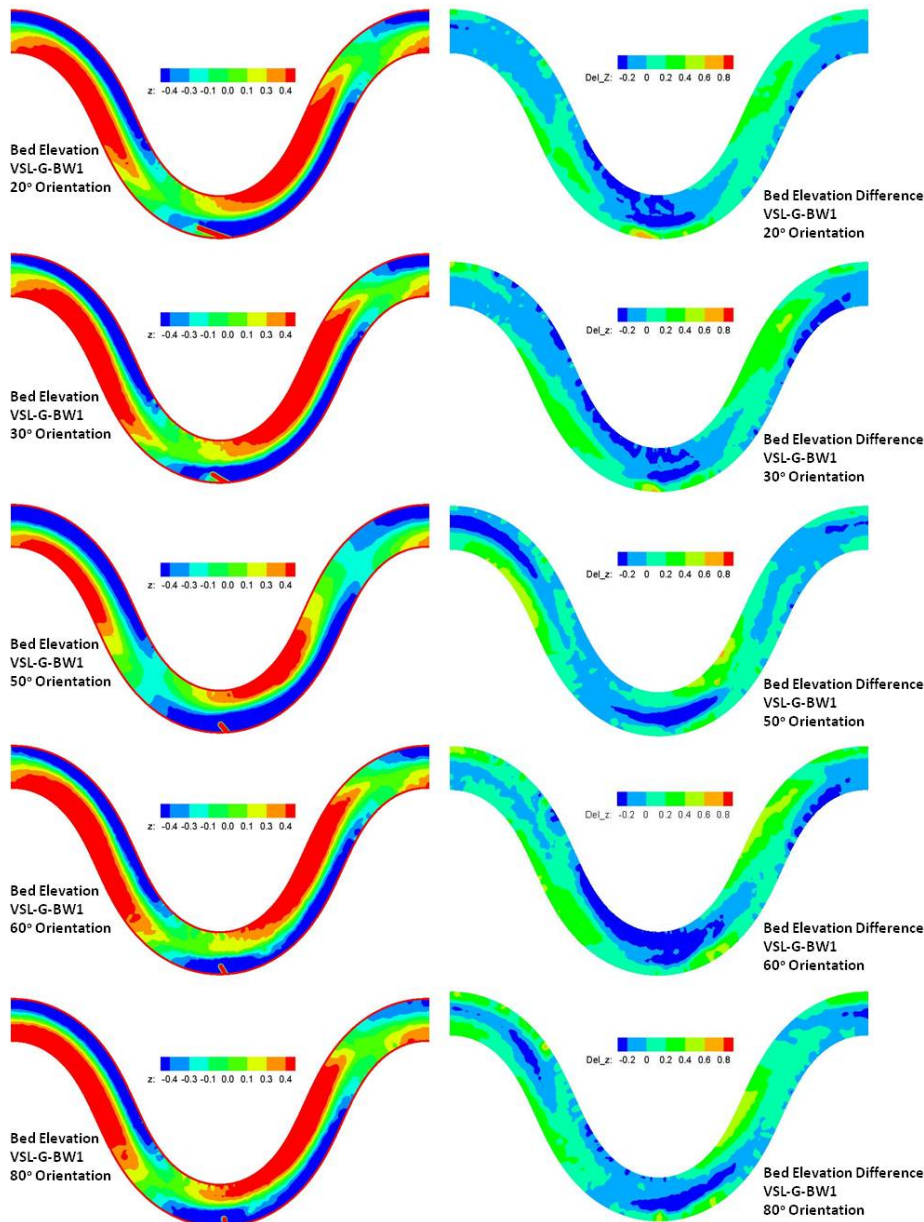 z: -0.4 -0.3 -0.1 0.0 0.1 0.3 0.4
Bed Elevation
VSL-G-BW1
20° Orientation
Del_Z: -0.2 0 0.2 0.4 0.6 0.8
Bed Elevation Difference
VSL-G-BW1
20° Orientation
z: -0.4 -0.3 -0.1 0.0 0.1 0.3 0.4
Bed Elevation
VSL-G-BW1
30° Orientation
Del_z: -0.2 0 0.2 0.4 0.6 0.8
Bed Elevation Difference
VSL-G-BW1
30° Orientation
z: -0.4 -0.3 -0.1 0.0 0.1 0.3 0.4
Bed Elevation
VSL-G-BW1
50° Orientation
Del_z: -0.2 0 0.2 0.4 0.6 0.8
Bed Elevation Difference
VSL-G-BW1
50° Orientation
z: -0.4 -0.3 -0.1 0.0 0.1 0.3 0.4
Bed Elevation
VSL-G-BW1
60° Orientation
Del_z: -0.2 0 0.2 0.4 0.6 0.8
Bed Elevation Difference
VSL-G-BW1
60° Orientation
z: -0.4 -0.3 -0.1 0.0 0.1 0.3 0.4
Bed Elevation
VSL-G-BW1
80° Orientation
Del_z: -0.2 0 0.2 0.4 0.6 0.8
Bed Elevation Difference
VSL-G-BW1
80° Orientation